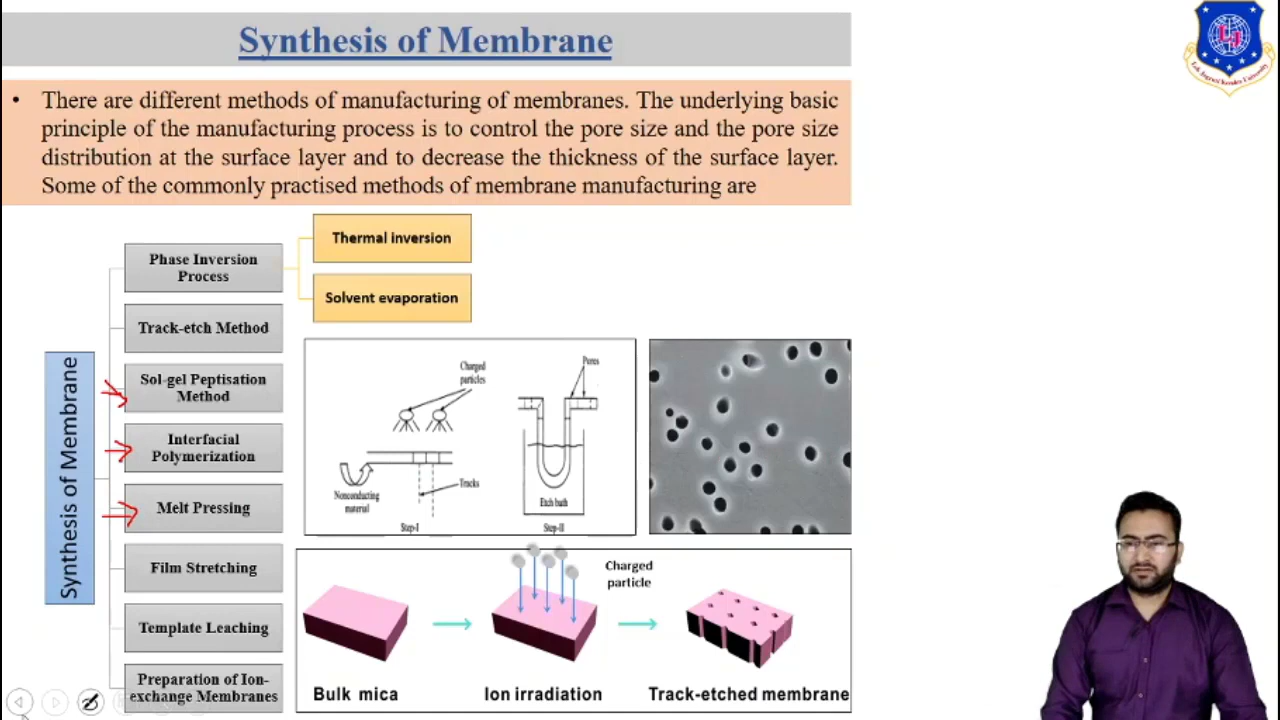 Synthesis of Membrane
• There are different methods of manufacturing of membranes. The underlying basic
principle of the manufacturing process is to control the pore size and the pore size
distribution at the surface layer and to decrease the thickness of the surface layer.
Some of the commonly practised methods of membrane manufacturing are
Synthesis of Membrane
Phase Inversion
Process
Thermal inversion
Solvent evaporation
Track-etch Method
Sol-gel Peptisation
Method
Interfacial
Polymerization
Melt Pressing
Film Stretching
Template Leaching
Preparation of Ion-
exchange Membranes
Charged
particles
Nonconducting
material
Tracks
Step-I
Pores
Etch bath
Step-II
Charged
particle
Bulk mica
Ion irradiation
Track-etched membrane
LJ
University